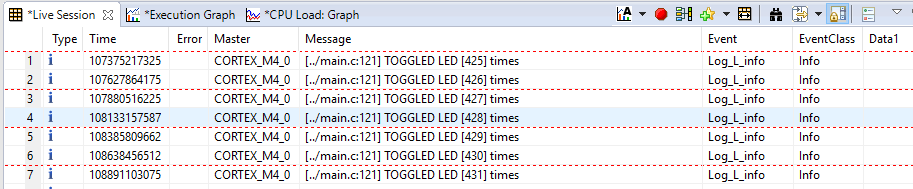 *Live Session *Execution Graph *CPU Load: Graph
Type Time Error Master Message Event EventClass Data1
1 i 107375217325 CORTEX_M4_0 [../main.c:121] TOGGLED LED [425] times Log_L_info Info
2 i 107627864175 CORTEX_M4_0 [../main.c:121] TOGGLED LED [426] times Log_L_info Info
3 i 107880516225 CORTEX_M4_0 [../main.c:121] TOGGLED LED [427] times Log_L_info Info
4 i 108133157587 CORTEX_M4_0 [../main.c:121] TOGGLED LED [428] times Log_L_info Info
5 i 108385809662 CORTEX_M4_0 [../main.c:121] TOGGLED LED [429] times Log_L_info Info
6 i 108638456512 CORTEX_M4_0 [../main.c:121] TOGGLED LED [430] times Log_L_info Info
7 i 108891103075 CORTEX_M4_0 [../main.c:121] TOGGLED LED [431] times Log_L_info Info